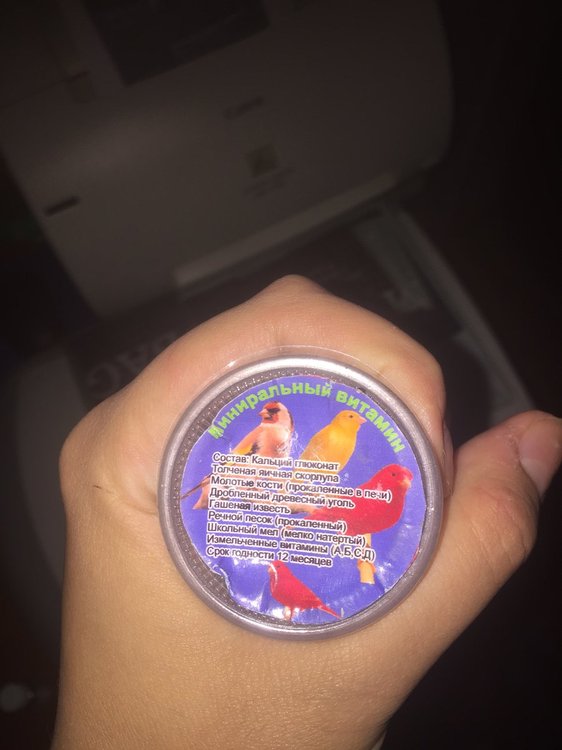 Миниральный витамин
Состав: Кальций глюконат
Толченая яичная скорлупа
Молотые кости (прокаленные в печи)
Дробленный древесный уголь
Гашеная известь
Речной песок (прокаленный)
Школьный мел (мелко натертый)
Измельченные витамины (А,Б,С,Д)
Срок годности 12 месяцев